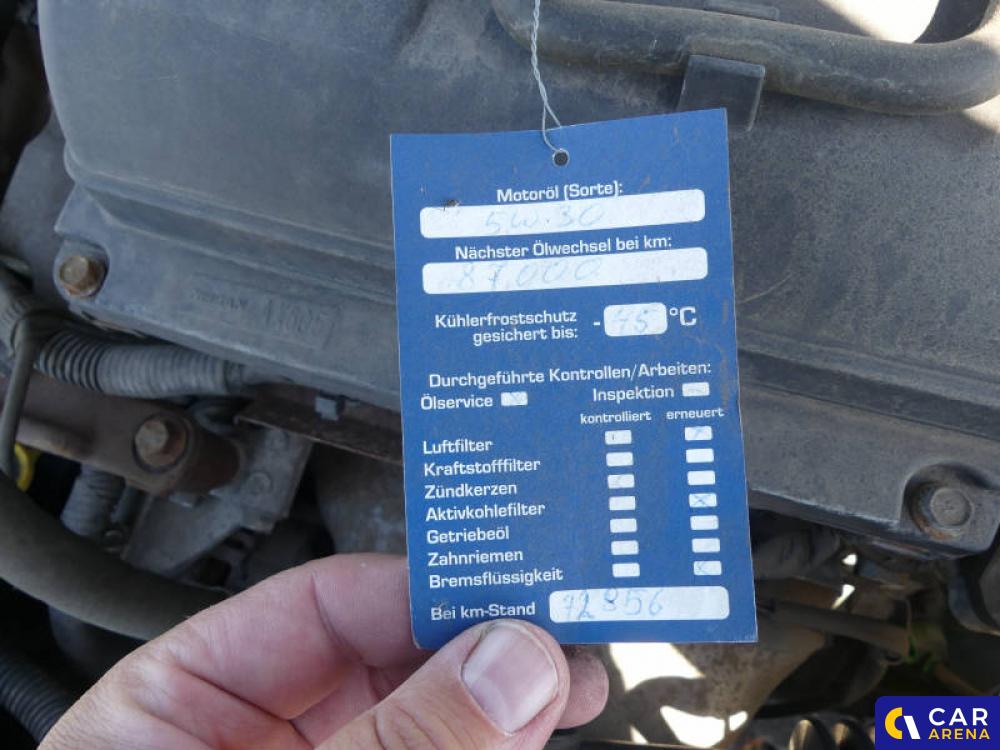 Motoröl (Sorte):
5W-30
Nächster Ölwechsel bei km:
87.000
Kühlerfrostschutz
gesichert bis: - 45 °C
Durchgeführte Kontrollen/Arbeiten:
Ölservice Inspektion
kontrolliert erneuert
Luftfilter
Kraftstofffilter
Zündkerzen
Aktivkohlefilter
Getriebeöl
Zahnriemen
Bremsflüssigkeit
Bei km-Stand 72856
CAR
ARENA